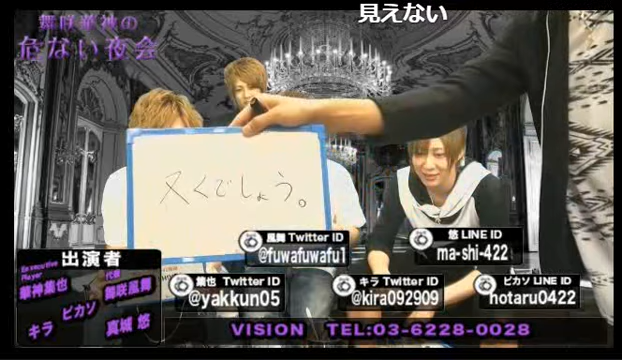 見えない
舞咲華神の
危ない夜会
又くでしょう。
風舞 Twitter ID
@fuwafuwafu1
悠 LINE ID
ma-shi-422
集也 Twitter ID
@yakkun05
キラ Twitter ID
@kira092909
ピカソ LINE ID
hotaru0422
出演者
Executive Player
華神集也
代表
舞咲風舞
ピカソ
キラ
真城 悠
VISION TEL:03-6228-0028